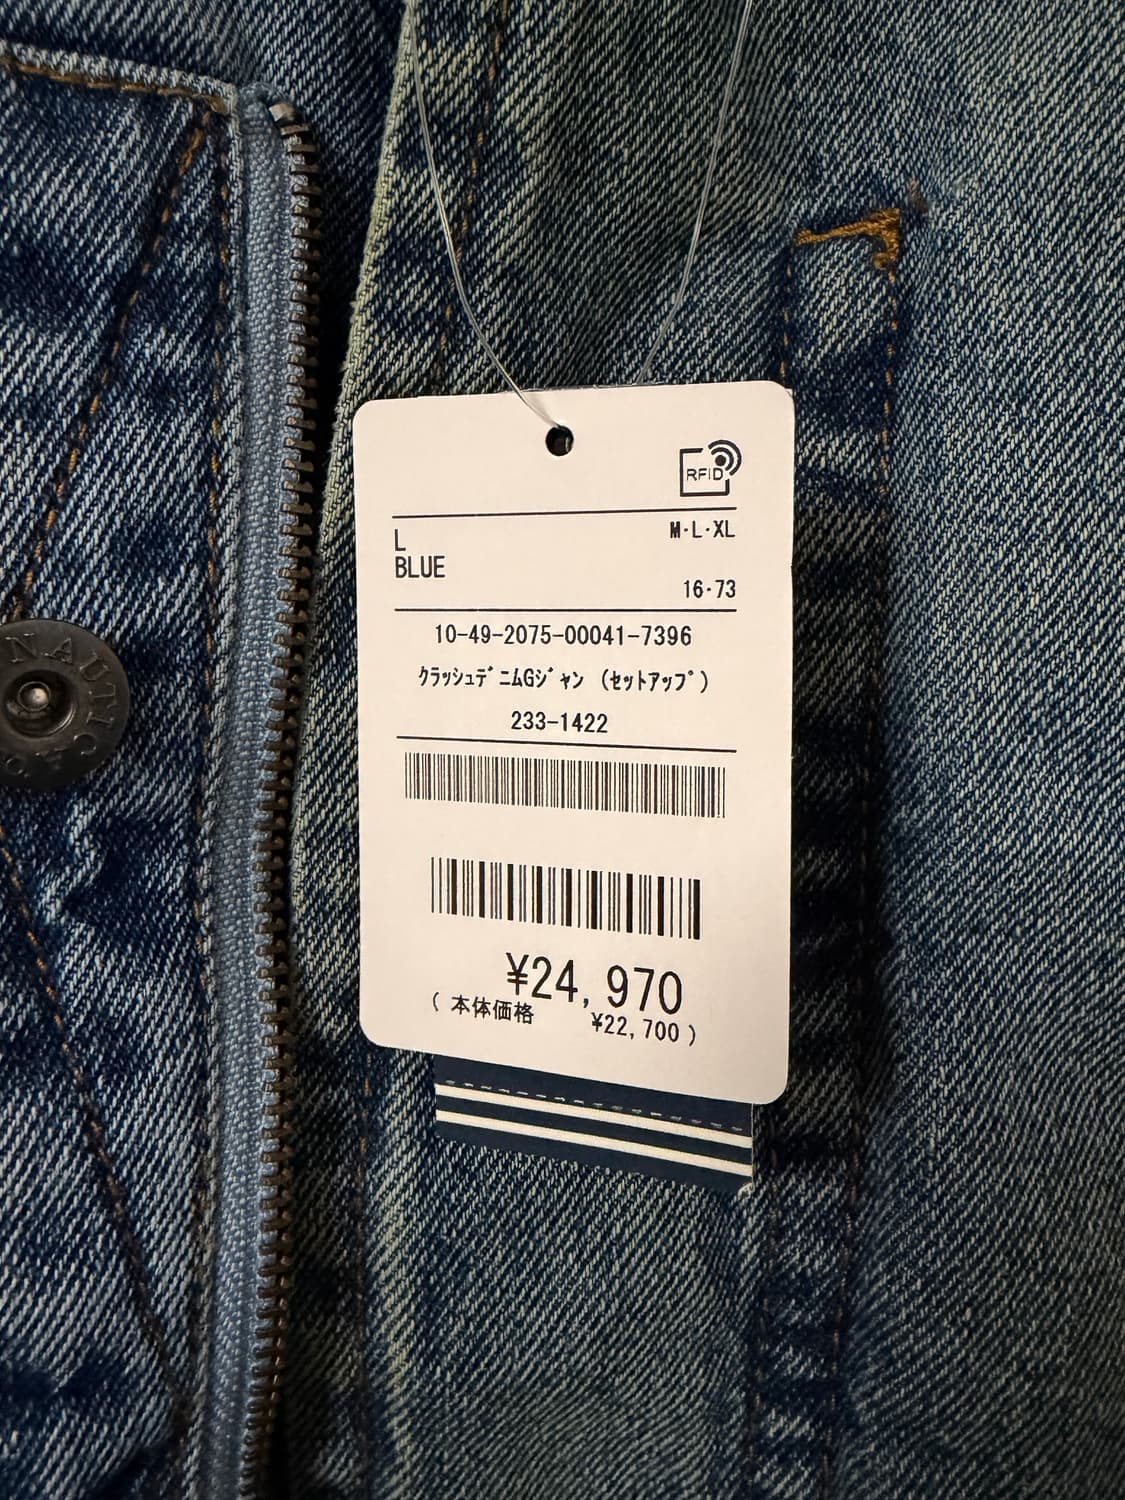 RFID
L
M·L·XL
BLUE
16·73
10-49-2075-00041-7396
ｸﾗｯｼｭﾃﾞﾆﾑGｼﾞｬﾝ (ｾｯﾄｱｯﾌﾟ)
233-1422
¥24,970
( 本体価格 ¥22,700 )
NAUTICA